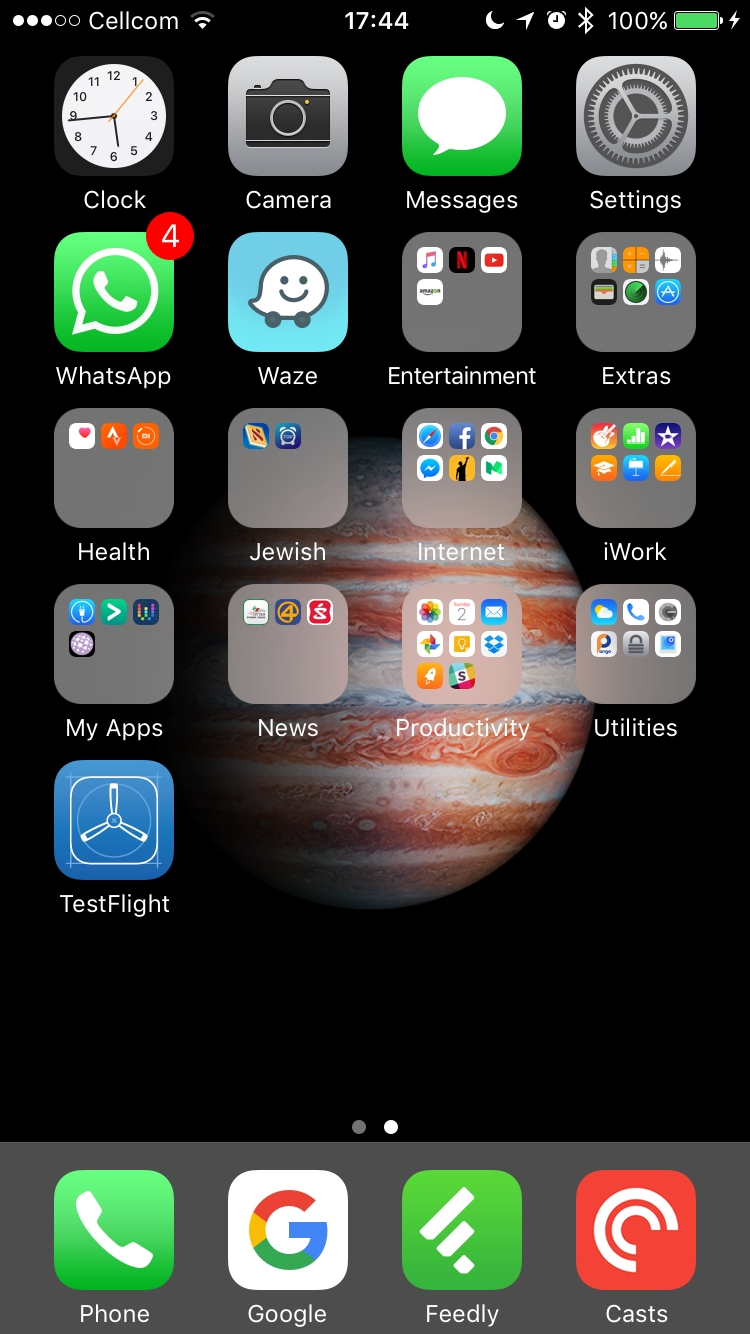 Cellcom 17:44 100%
12
11 1
10 2
9 3
8 4
7 5
6
Clock Camera Messages Settings
4
WhatsApp Waze Entertainment Extras
amazon
Health Jewish Internet iWork
Sunday
2
My Apps News Productivity Utilities
TestFlight
Phone Google Feedly Casts